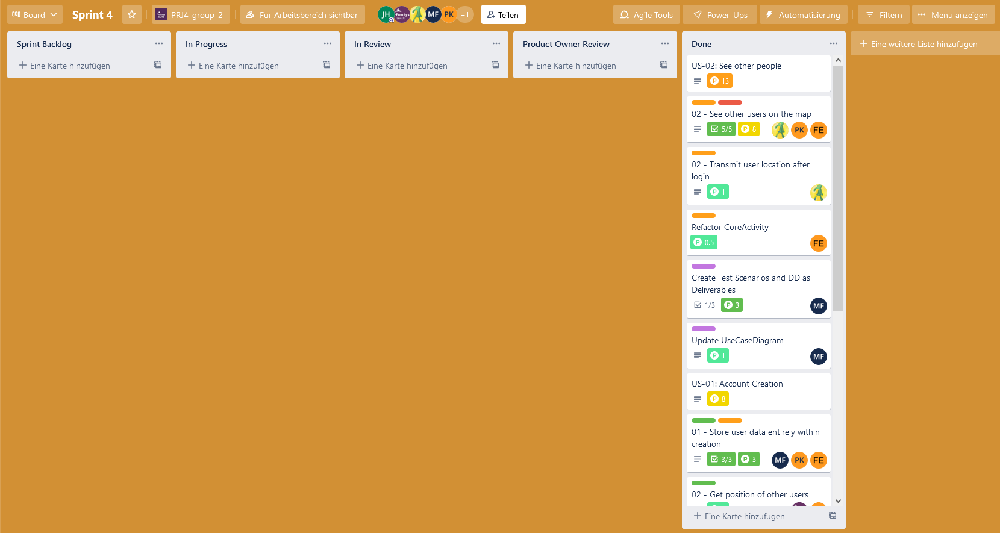 Board
Sprint 4
PRJ4-group-2
Für Arbeitsbereich sichtbar
JH
Fontys
MF
PK
+1
Teilen
Agile Tools
Power-Ups
Automatisierung
Filtern
Menü anzeigen
Sprint Backlog
Eine Karte hinzufügen
In Progress
Eine Karte hinzufügen
In Review
Eine Karte hinzufügen
Product Owner Review
Eine Karte hinzufügen
Done
US-02: See other people
P 13
02 - See other users on the map
5/5
P 8
PK
FE
02 - Transmit user location after
login
P 1
Refactor CoreActivity
P 0.5
FE
Create Test Scenarios and DD as
Deliverables
1/3
P 3
MF
Update UseCaseDiagram
P 1
MF
US-01: Account Creation
P 8
01 - Store user data entirely within
creation
3/3
P 3
MF
PK
FE
02 - Get position of other users
Eine Karte hinzufügen
Eine weitere Liste hinzufügen